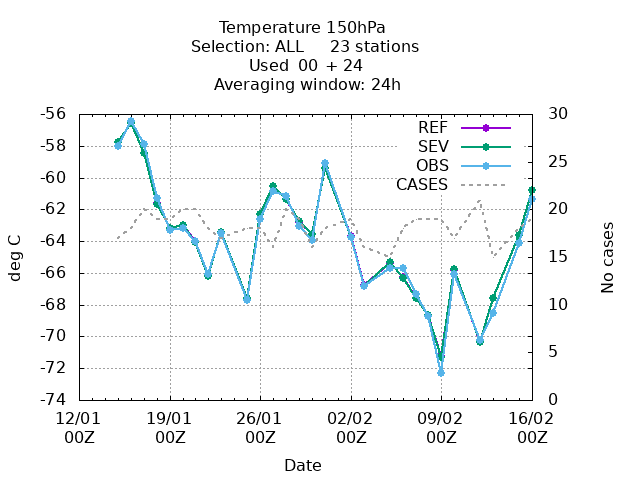 Temperature 150hPa
Selection: ALL     23 stations
Used  00 + 24
Averaging window: 24h
-56
-58
-60
-62
-64
-66
-68
-70
-72
-74
deg C
30
25
20
15
10
5
0
No cases
REF
SEV
OBS
CASES
12/01 19/01 26/01 02/02 09/02 16/02
00Z 00Z 00Z 00Z 00Z 00Z
Date